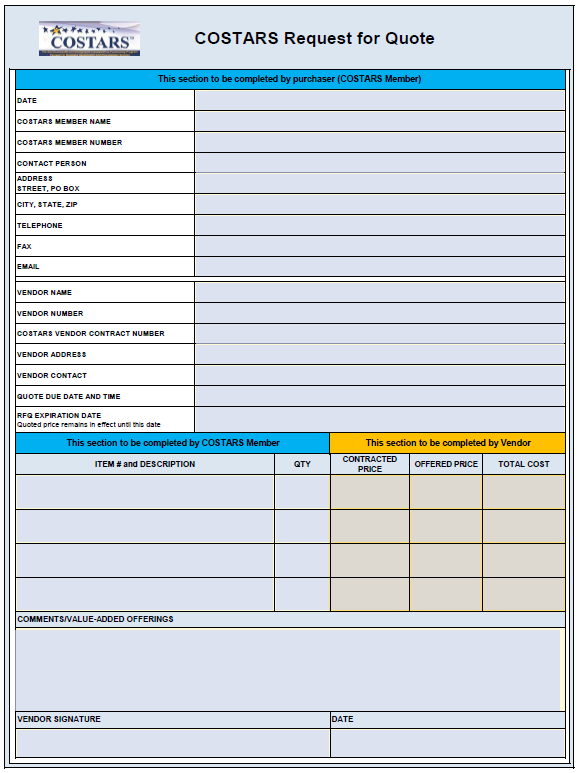 COSTARS
COSTARS Request for Quote
This section to be completed by purchaser (COSTARS Member)
DATE
COSTARS MEMBER NAME
COSTARS MEMBER NUMBER
CONTACT PERSON
ADDRESS
STREET, PO BOX
CITY, STATE, ZIP
TELEPHONE
FAX
EMAIL
VENDOR NAME
VENDOR NUMBER
COSTARS VENDOR CONTRACT NUMBER
VENDOR ADDRESS
VENDOR CONTACT
QUOTE DUE DATE AND TIME
RFQ EXPIRATION DATE
Quoted price remains in effect until this date
This section to be completed by COSTARS Member
This section to be completed by Vendor
ITEM # and DESCRIPTION
QTY
CONTRACTED
PRICE
OFFERED PRICE
TOTAL COST
COMMENTS/VALUE-ADDED OFFERINGS
VENDOR SIGNATURE
DATE